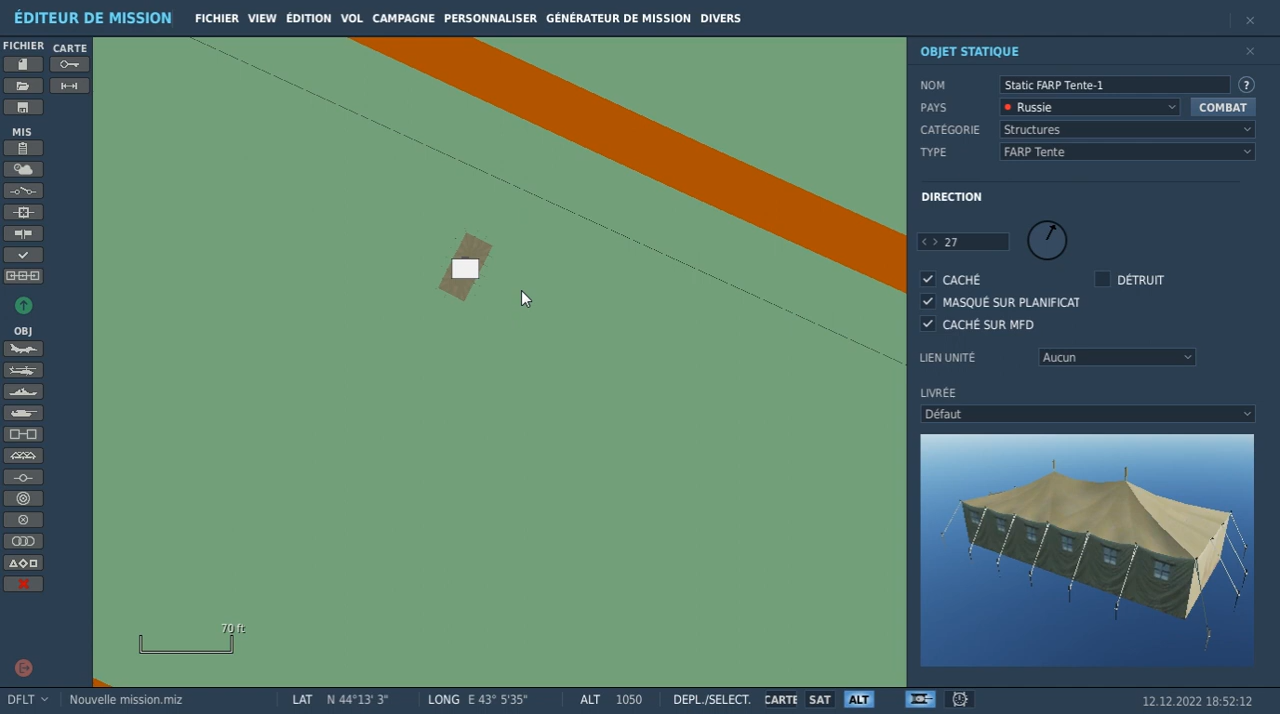 ÉDITEUR DE MISSION
FICHIER VIEW ÉDITION VOL CAMPAGNE PERSONNALISER GÉNÉRATEUR DE MISSION DIVERS
FICHIER CARTE
MIS
OBJ
70 ft
OBJET STATIQUE
NOM Static FARP Tente-1 ?
PAYS Russie COMBAT
CATÉGORIE Structures
TYPE FARP Tente
DIRECTION
27
CACHÉ DÉTRUIT
MASQUÉ SUR PLANIFICAT
CACHÉ SUR MFD
LIEN UNITÉ Aucun
LIVRÉE
Défaut
DFLT Nouvelle mission.miz LAT N 44°13' 3" LONG E 43° 5'35" ALT 1050 DEPL./SELECT. CARTE SAT ALT 12.12.2022 18:52:12